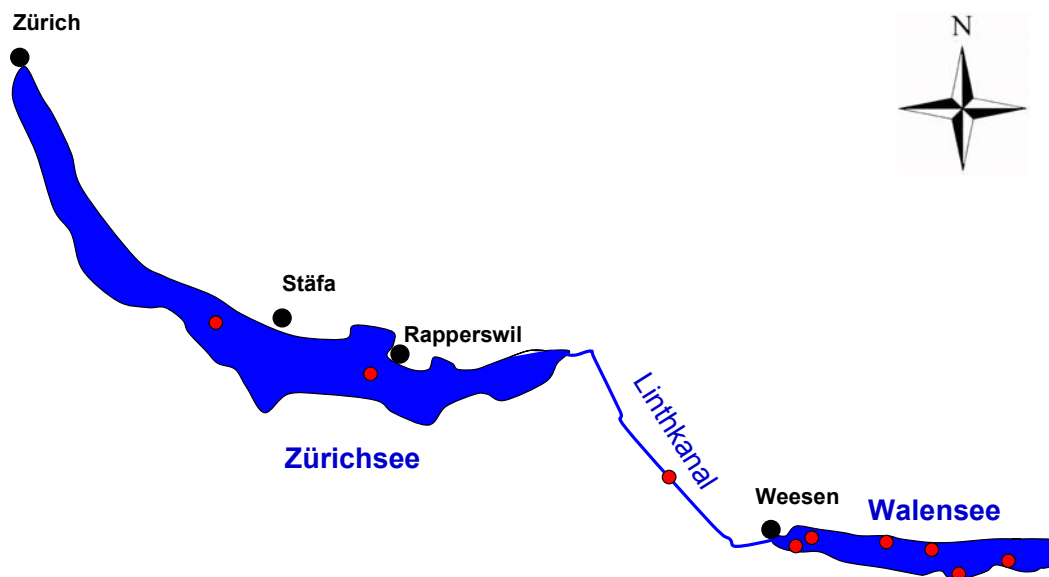 Zürich
N
Stäfa
Rapperswil
Linthkanal
Zürichsee
Weesen
Walensee